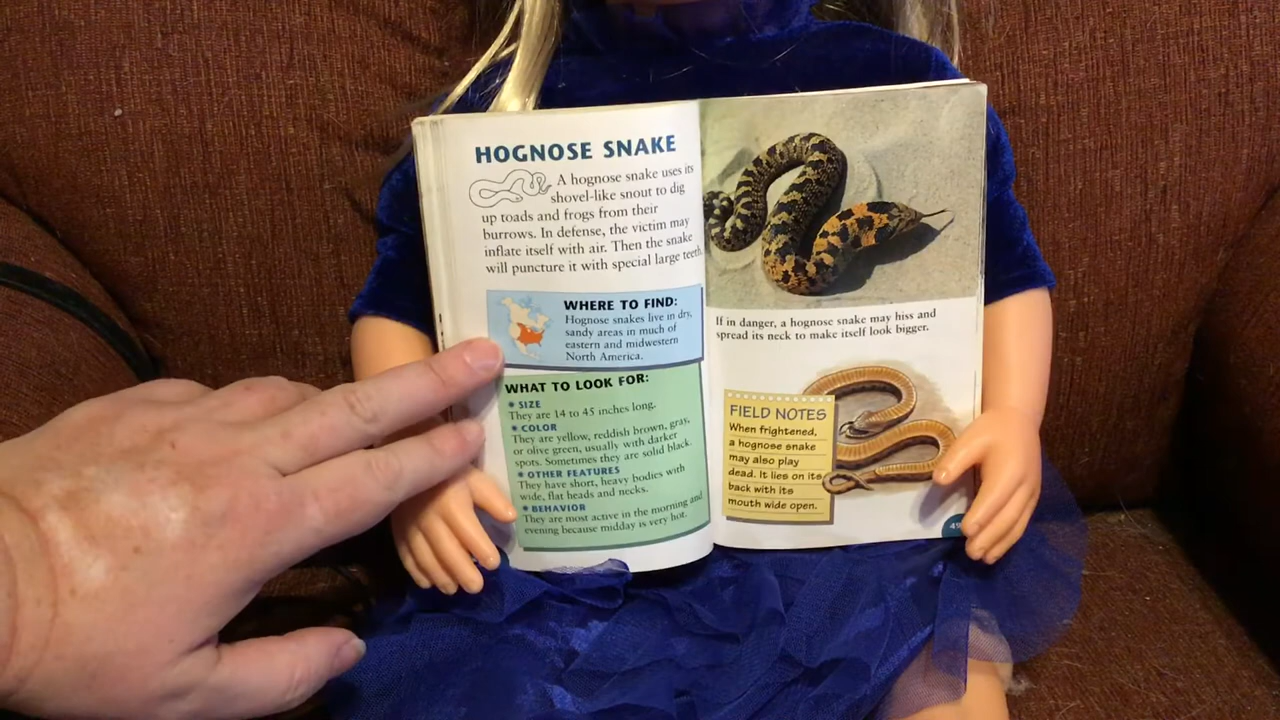 HOGNOSE SNAKE
A hognose snake uses its
shovel-like snout to dig
up toads and frogs from their
burrows. In defense, the victim may
inflate itself with air. Then the snake
will puncture it with special large teeth.
WHERE TO FIND:
Hognose snakes live in dry,
sandy areas in much of
eastern and midwestern
North America.
WHAT TO LOOK FOR:
* SIZE
They are 14 to 45 inches long.
* COLOR
They are yellow, reddish brown, gray,
or olive green, usually with darker
spots. Sometimes they are solid black.
* OTHER FEATURES
They have short, heavy bodies with
wide, flat heads and necks.
* BEHAVIOR
They are most active in the morning and
evening because midday is very hot.
If in danger, a hognose snake may hiss and
spread its neck to make itself look bigger.
FIELD NOTES
When frightened,
a hognose snake
may also play
dead. It lies on its
back with its
mouth wide open.